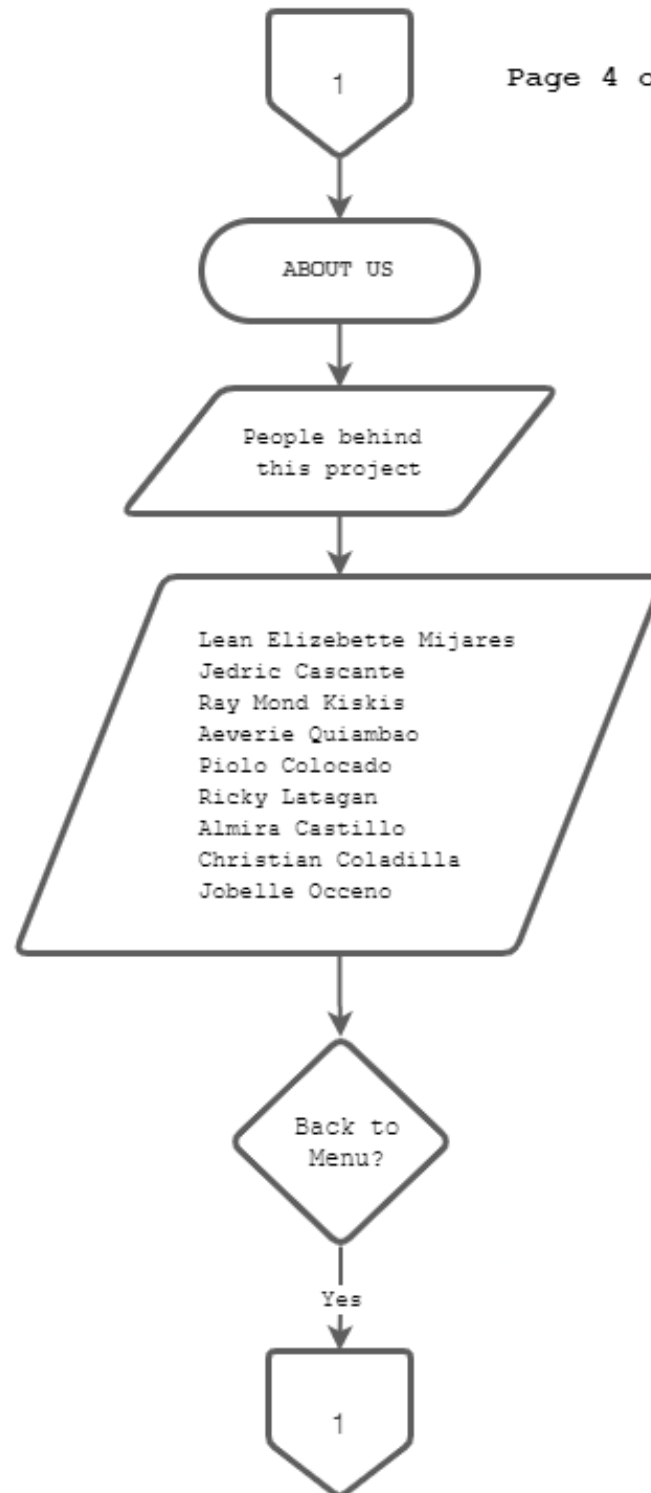 1
Page 4 o
ABOUT US
People behind
this project
Lean Elizebette Mijares
Jedric Cascante
Ray Mond Kiskis
Aeverie Quiambao
Piolo Colocado
Ricky Latagan
Almira Castillo
Christian Coladilla
Jobelle Occeno
Back to
Menu?
Yes
1